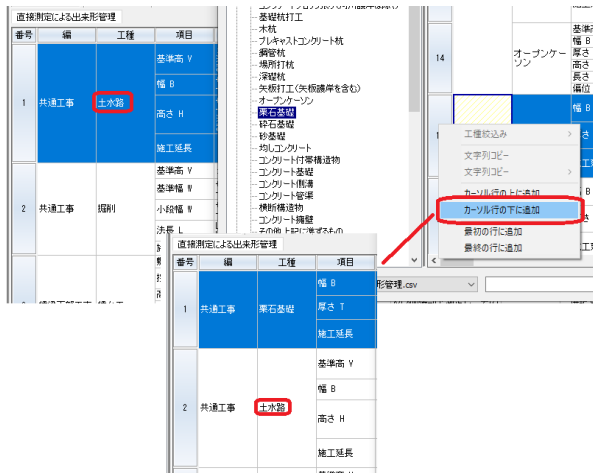 直接測定による出来形管理
番号 編 工種 項目
1 共通工事 土水路
基準高 V
幅 B
高さ H
施工延長
2 共通工事 掘削
基準高 V
基準幅 W
小段幅 W
法長 L
基礎杭打工
木杭
プレキャストコンクリート杭
鋼管杭
場所打杭
深礎杭
矢板打工(矢板護岸を含む)
オープンケーソン
栗石基礎
砕石基礎
砂基礎
均しコンクリート
コンクリート付帯構造物
コンクリート基礎
コンクリート側溝
コンクリート管渠
横断構造物
コンクリート擁壁
その他上記に準ずるもの
14 オープンケーソン
基準高
幅 B
厚さ
高さ
長さ
偏位
幅 B
工種絞込み
文字列コピー
文字列コピー
カーソル行の上に追加
カーソル行の下に追加
最初の行に追加
最終の行に追加
形管理.csv
直接測定による出来形管理
番号 編 工種 項目
1 共通工事 栗石基礎
幅 B
厚さ T
施工延長
2 共通工事 土水路
基準高 V
幅 B
高さ H
施工延長